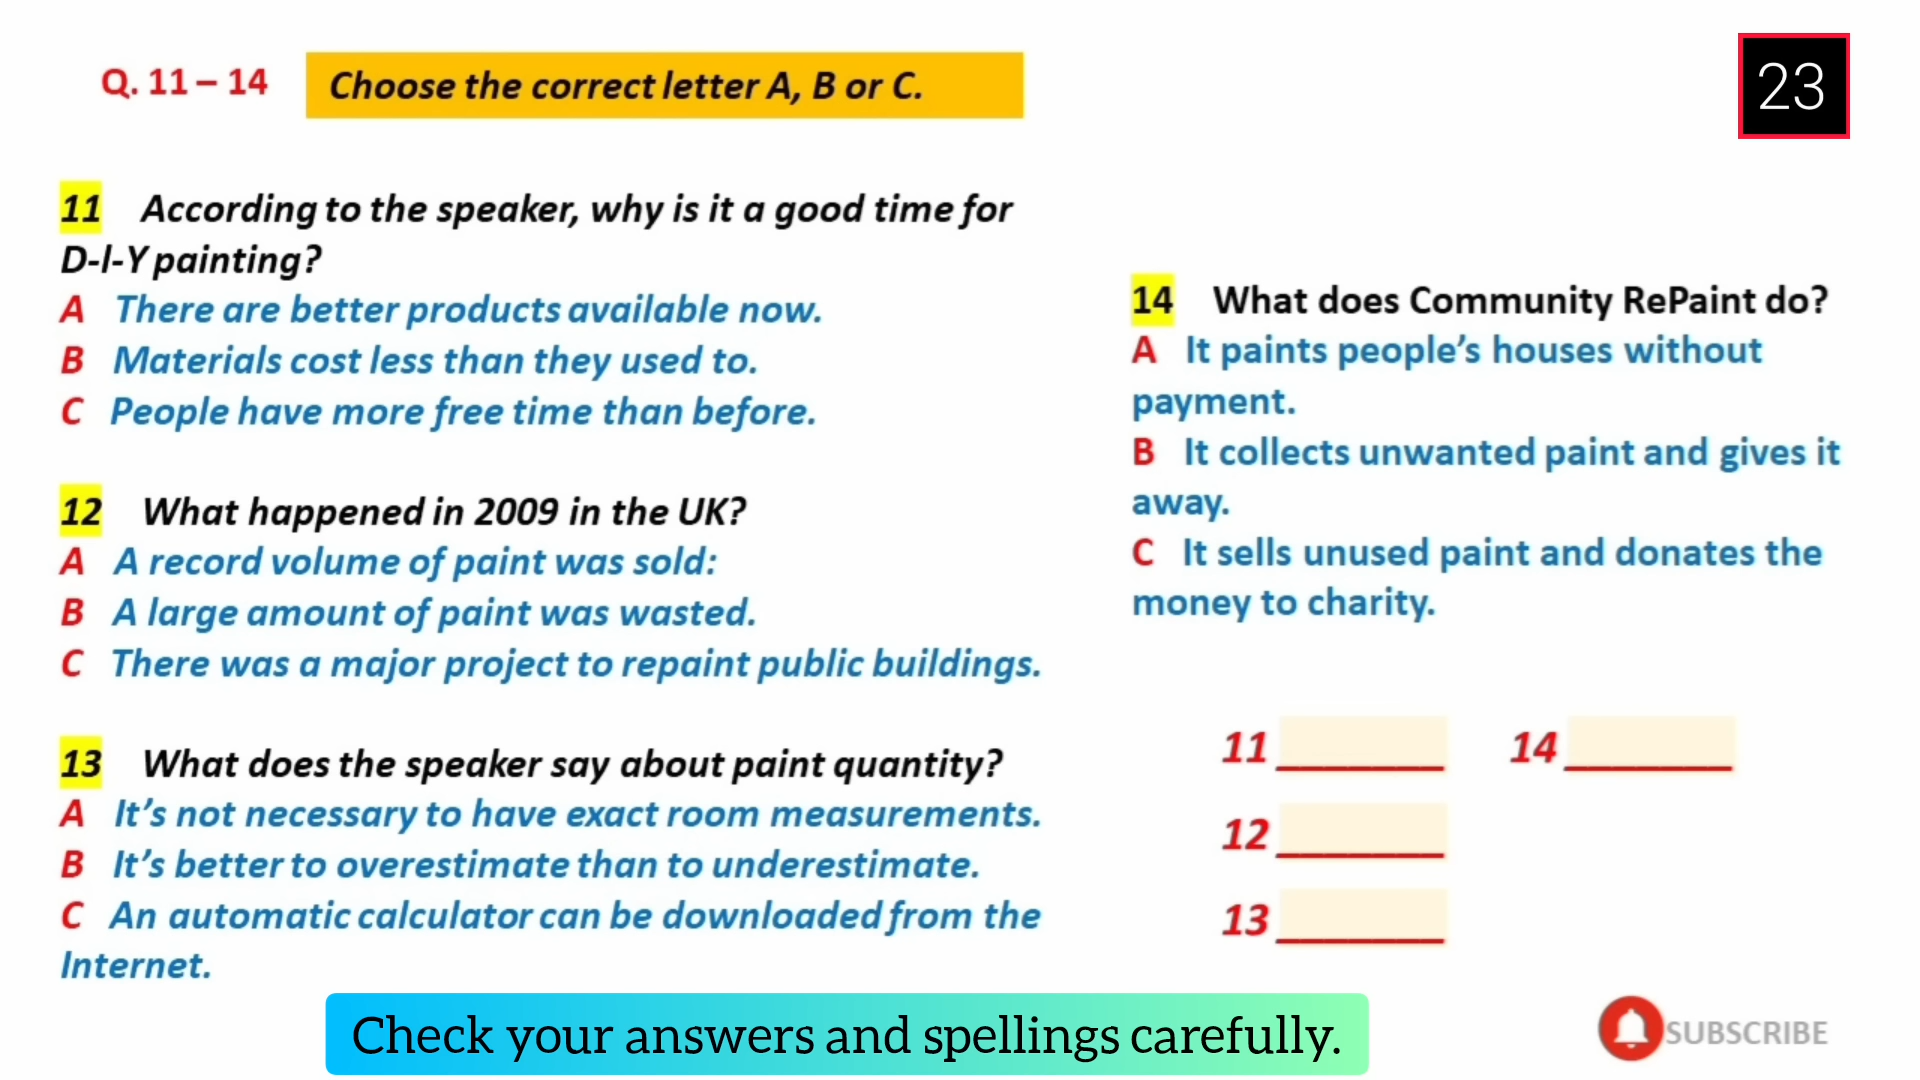 Q. 11 – 14
Choose the correct letter A, B or C.
23
11 According to the speaker, why is it a good time for
D-l-Y painting?
A There are better products available now.
B Materials cost less than they used to.
C People have more free time than before.
12 What happened in 2009 in the UK?
A A record volume of paint was sold:
B A large amount of paint was wasted.
C There was a major project to repaint public buildings.
13 What does the speaker say about paint quantity?
A It’s not necessary to have exact room measurements.
B It’s better to overestimate than to underestimate.
C An automatic calculator can be downloaded from the
Internet.
14 What does Community RePaint do?
A It paints people’s houses without
payment.
B It collects unwanted paint and gives it
away.
C It sells unused paint and donates the
money to charity.
11 ________ 14 ________
12 ________
13 ________
Check your answers and spellings carefully.
SUBSCRIBE